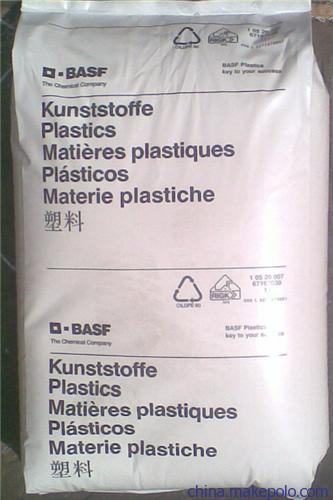 BASF
The Chemical Company
BASF Plastics
key to your success
Kunststoffe
Plastics
Matières plastiques
Plásticos
Materie plastiche
塑料
RIGK
BASF
The Chemical Company
BASF Plastics
key to your success
Kunststoffe
Plastics
Matières plastiques
Plásticos
Materie plastiche
塑料
china.makepolo.com